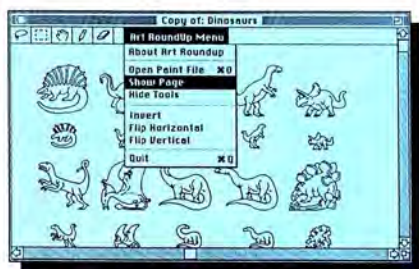 Copy of: Dinosaurs
Art RoundUp Menu
About Art Roundup
Open Paint File ⌘O
Show Page
Hide Tools
Invert
Flip Horizontal
Flip Vertical
Quit ⌘Q